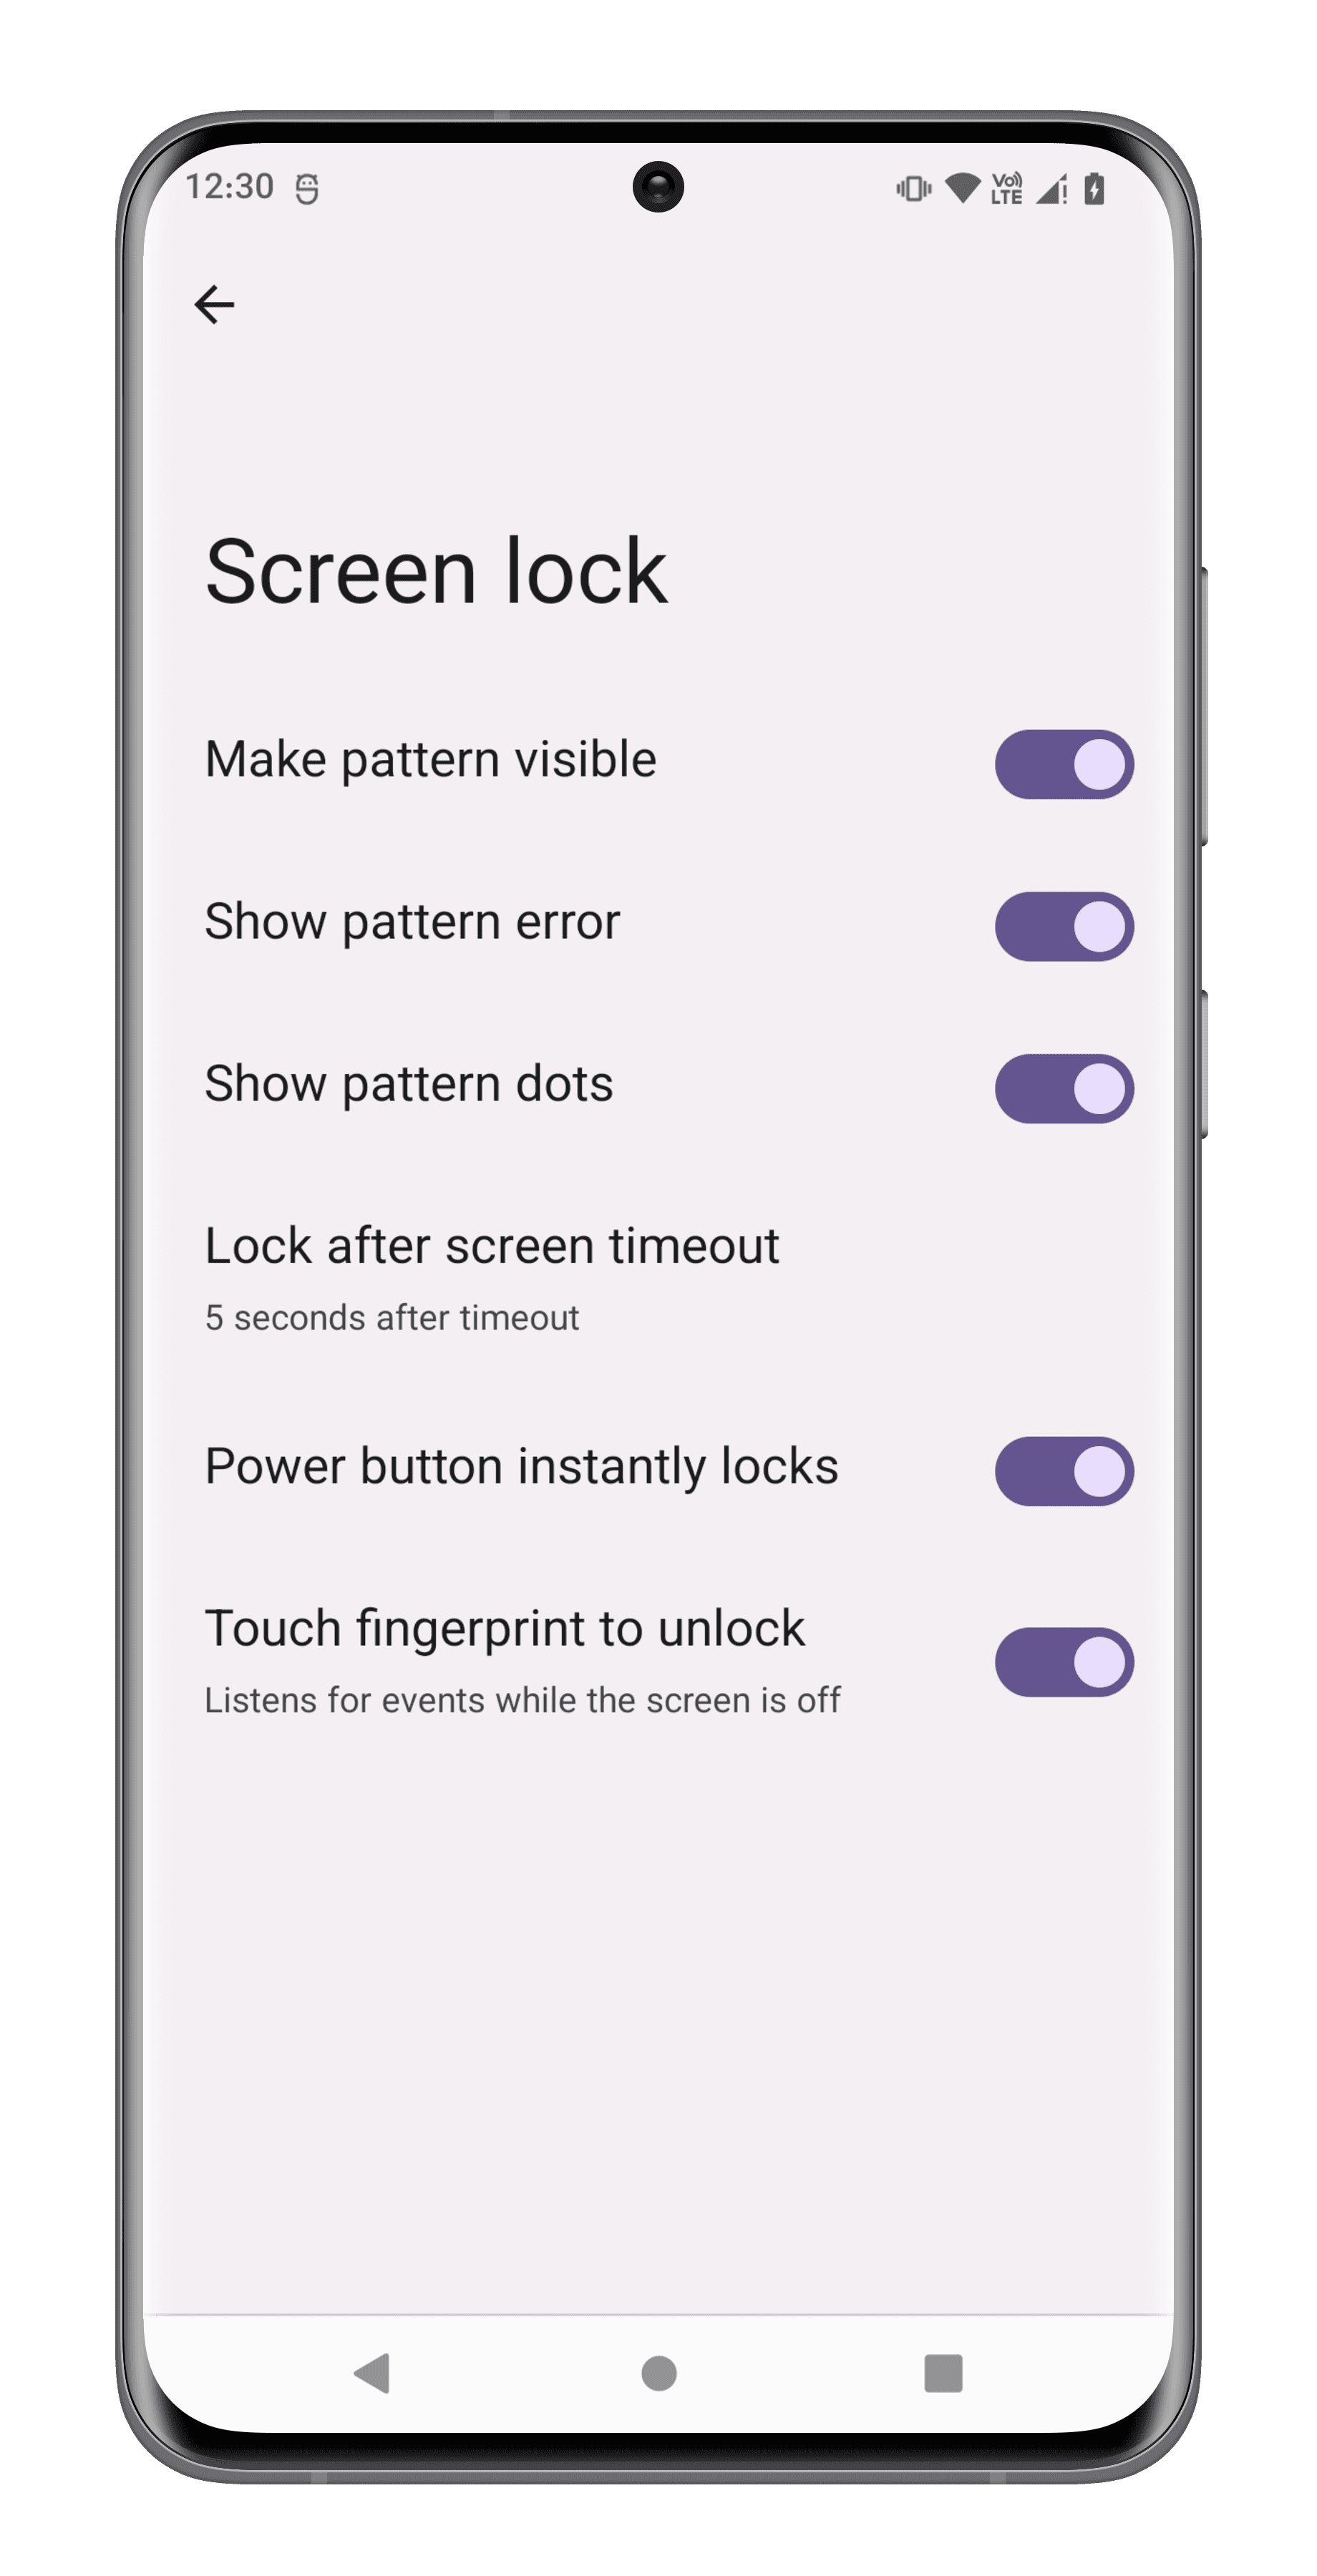 12:30
Vo))
LTE
Screen lock
Make pattern visible
Show pattern error
Show pattern dots
Lock after screen timeout
5 seconds after timeout
Power button instantly locks
Touch fingerprint to unlock
Listens for events while the screen is off